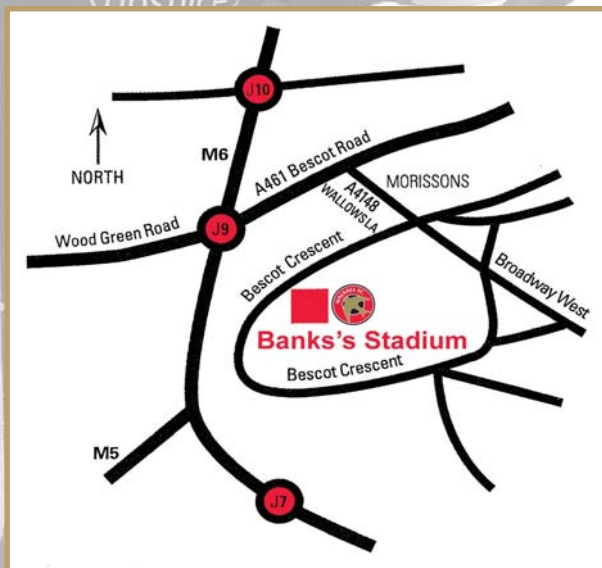 J10
M6
NORTH
A461 Bescot Road
MORISSONS
A4148
WALLOWS LA
J9
Wood Green Road
Bescot Crescent
Broadway West
Banks's Stadium
Bescot Crescent
M5
J7